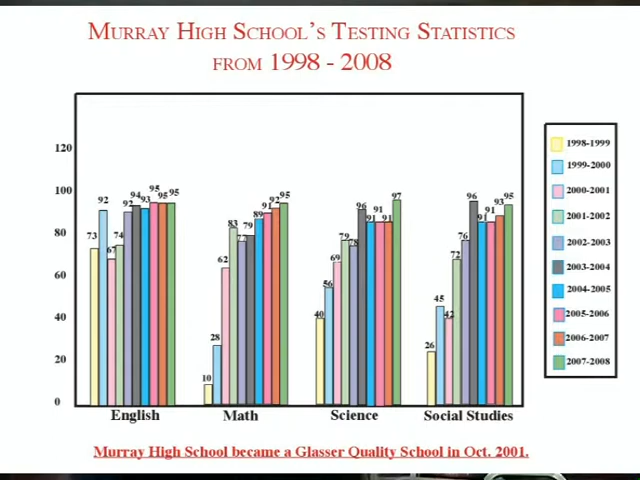 MURRAY HIGH SCHOOL'S TESTING STATISTICS
FROM 1998 - 2008
120
100
80
60
40
20
0
73 92 67 74 92 94 93 95 95 95
10 28 62 83 77 79 89 91 92 95
40 56 69 79 78 96 91 91 91 97
26 45 42 72 76 96 91 91 93 95
English Math Science Social Studies
1998-1999
1999-2000
2000-2001
2001-2002
2002-2003
2003-2004
2004-2005
2005-2006
2006-2007
2007-2008
Murray High School became a Glasser Quality School in Oct. 2001.